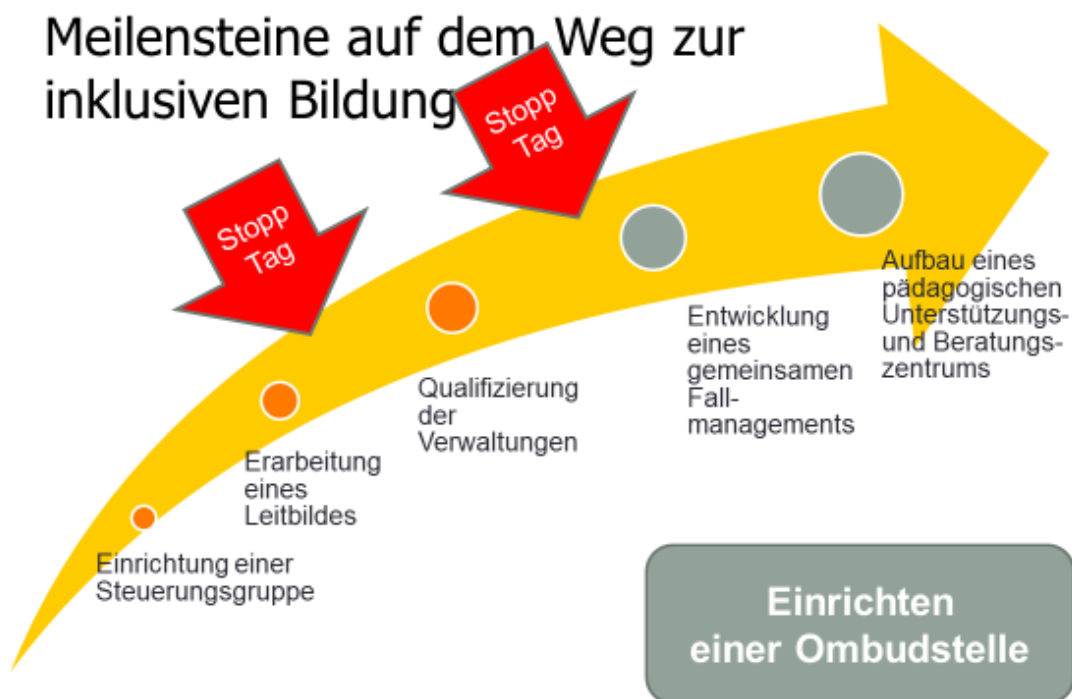 Meilensteine auf dem Weg zur
inklusiven Bildung
Stopp
Tag
Stopp
Tag
Einrichtung einer
Steuerungsgruppe
Erarbeitung
eines
Leitbildes
Qualifizierung
der
Verwaltungen
Entwicklung
eines
gemeinsamen
Fall-
managements
Aufbau eines
pädagogischen
Unterstützungs-
und Beratungs-
zentrums
Einrichten
einer Ombudstelle